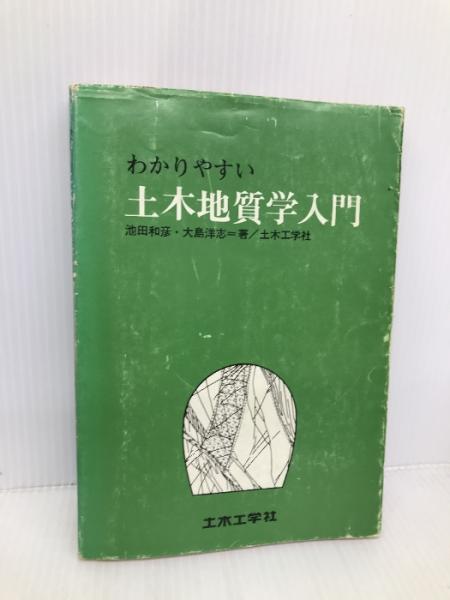 わかりやすい
土木地質学入門
池田和彦・大島洋志＝著／土木工学社
土木工学社